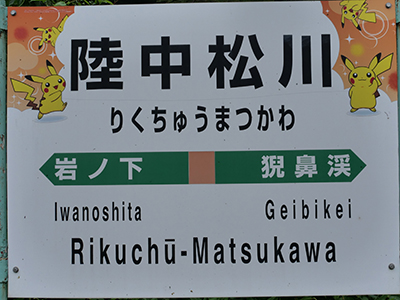 陸中松川
りくちゅうまつかわ
岩ノ下 猊鼻渓
Iwanoshita Geibikei
Rikuchū-Matsukawa